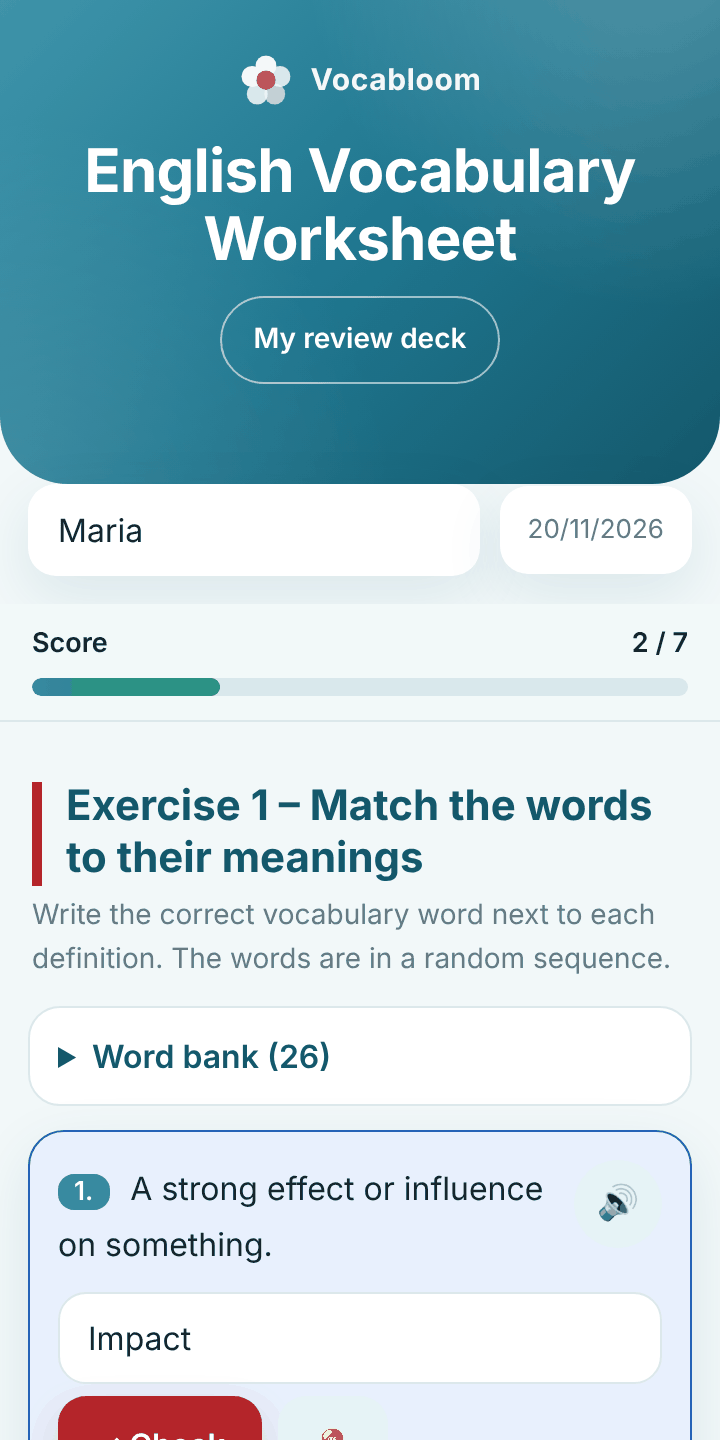 Vocabloom
English Vocabulary
Worksheet
My review deck
Maria
20/11/2026
Score
2 / 7
Exercise 1 – Match the words
to their meanings
Write the correct vocabulary word next to each
definition. The words are in a random sequence.
Word bank (26)
1. A strong effect or influence
on something.
Impact